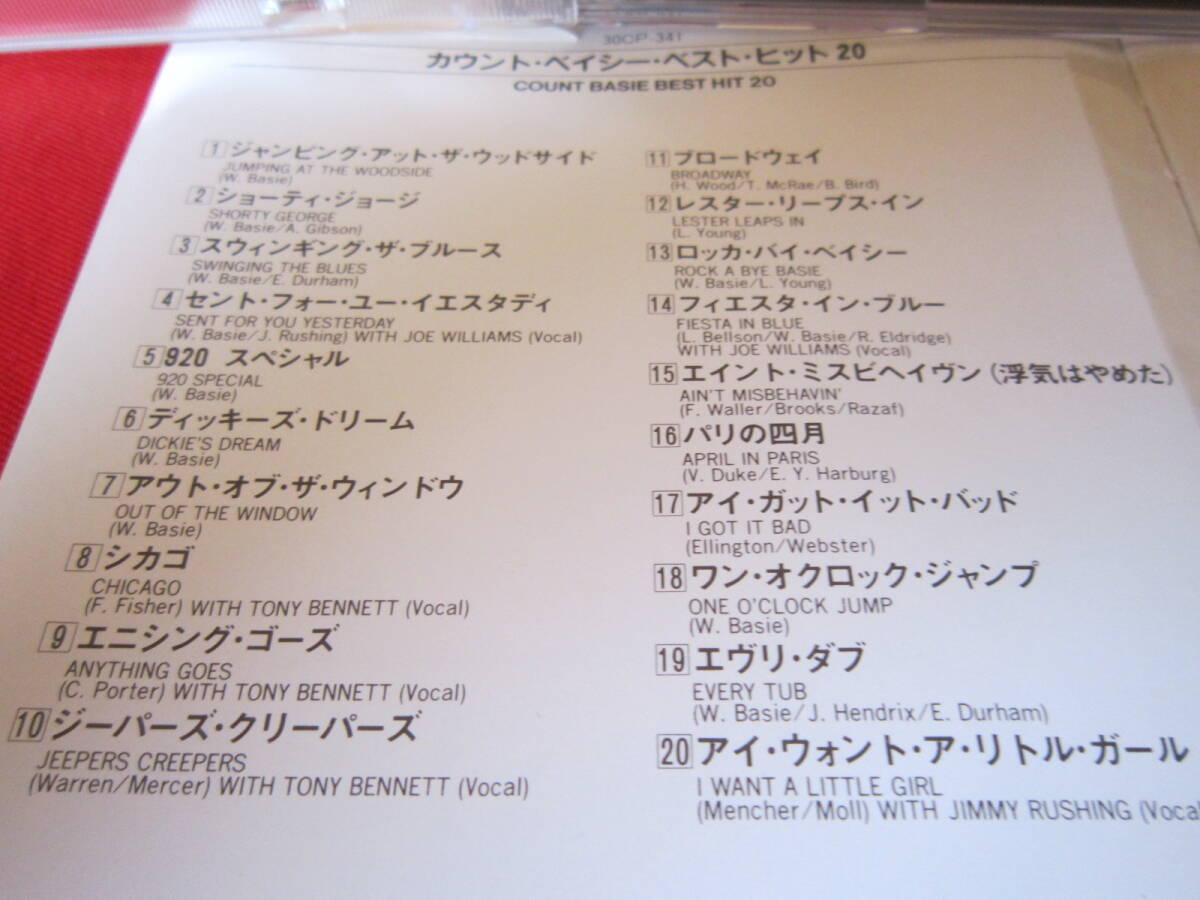 30CP-341
カウント・ベイシー・ベスト・ヒット 20
COUNT BASIE BEST HIT 20
1 ジャンピング・アット・ザ・ウッドサイド
JUMPING AT THE WOODSIDE
(W. Basie)
2 ショーティ・ジョージ
SHORTY GEORGE
(W. Basie/A. Gibson)
3 スウィンギング・ザ・ブルース
SWINGING THE BLUES
(W. Basie/E. Durham)
4 セント・フォー・ユー・イエスタデイ
SENT FOR YOU YESTERDAY
(W. Basie/J. Rushing) WITH JOE WILLIAMS (Vocal)
5 920 スペシャル
920 SPECIAL
(W. Basie)
6 ディッキーズ・ドリーム
DICKIE'S DREAM
(W. Basie)
7 アウト・オブ・ザ・ウィンドウ
OUT OF THE WINDOW
(W. Basie)
8 シカゴ
CHICAGO
(F. Fisher) WITH TONY BENNETT (Vocal)
9 エニシング・ゴーズ
ANYTHING GOES
(C. Porter) WITH TONY BENNETT (Vocal)
10 ジーパーズ・クリーパーズ
JEEPERS CREEPERS
(Warren/Mercer) WITH TONY BENNETT (Vocal)
11 ブロードウェイ
BROADWAY
(H. Wood/T. McRae/B. Bird)
12 レスター・リープス・イン
LESTER LEAPS IN
(L. Young)
13 ロッカ・バイ・ベイシー
ROCK A BYE BASIE
(W. Basie/L. Young)
14 フィエスタ・イン・ブルー
FIESTA IN BLUE
(L. Bellson/W. Basie/R. Eldridge)
WITH JOE WILLIAMS (Vocal)
15 エイント・ミスビヘイヴン (浮気はやめた)
AIN'T MISBEHAVIN'
(F. Waller/Brooks/Razaf)
16 パリの四月
APRIL IN PARIS
(V. Duke/E. Y. Harburg)
17 アイ・ガット・イット・バッド
I GOT IT BAD
(Ellington/Webster)
18 ワン・オクロック・ジャンプ
ONE O'CLOCK JUMP
(W. Basie)
19 エヴリ・ダブ
EVERY TUB
(W. Basie/J. Hendrix/E. Durham)
20 アイ・ウォント・ア・リトル・ガール
I WANT A LITTLE GIRL
(Mencher/Moll) WITH JIMMY RUSHING (Voca